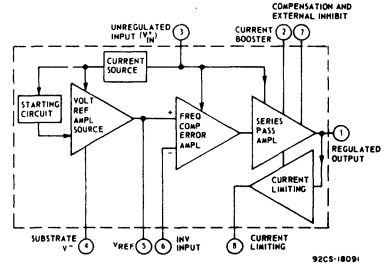 COMPENSATION AND
EXTERNAL INHIBIT
UNREGULATED
INPUT (V+IN)
3
CURRENT
BOOSTER
2
7
CURRENT
SOURCE
STARTING
CIRCUIT
VOLT
REF
AMPL
SOURCE
+
FREQ
COMP
ERROR
AMPL
-
SERIES
PASS
AMPL
1
REGULATED
OUTPUT
CURRENT
LIMITING
SUBSTRATE
V-
4
VREF
5
6
INV
INPUT
8
CURRENT
LIMITING
92CS-18091